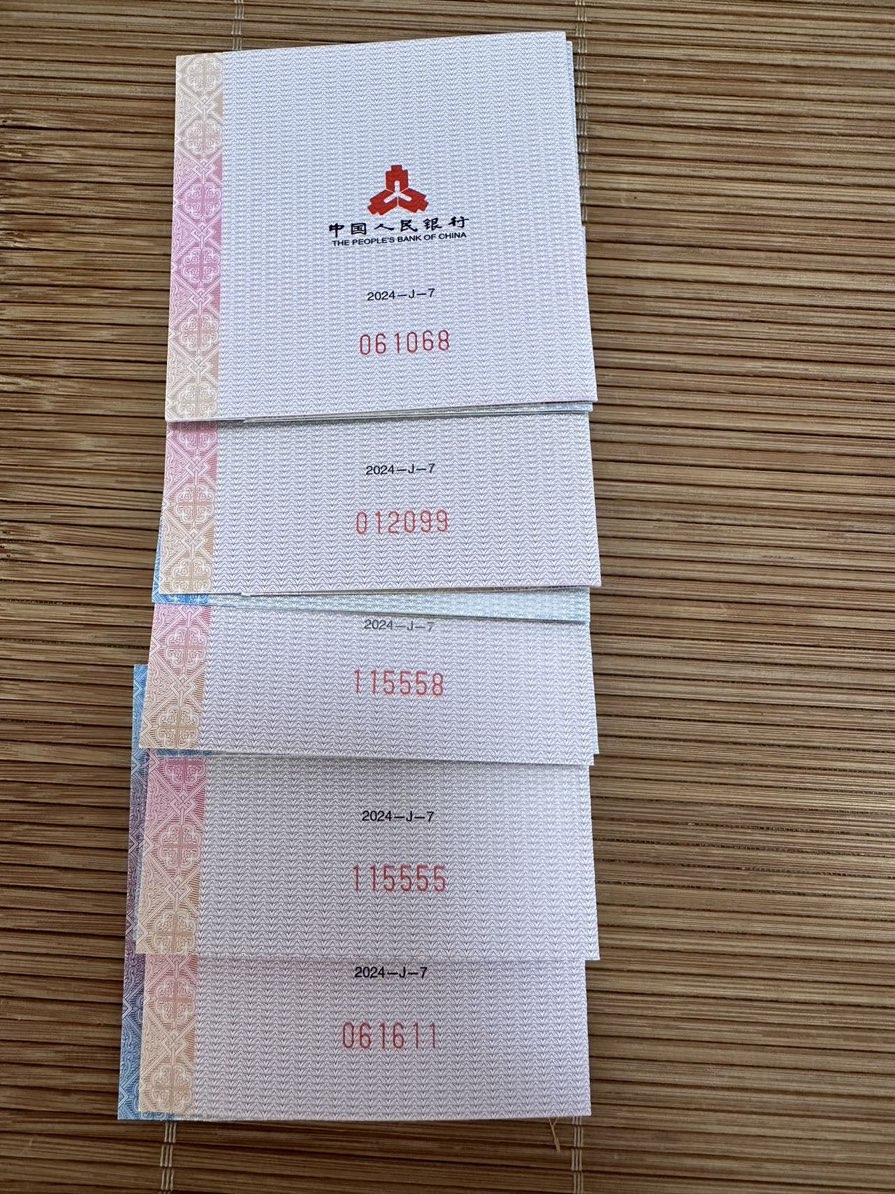 中国人民银行
THE PEOPLE'S BANK OF CHINA
2024—J—7
061068
2024—J—7
012099
2024—J—7
115558
2024—J—7
115555
2024—J—7
061611